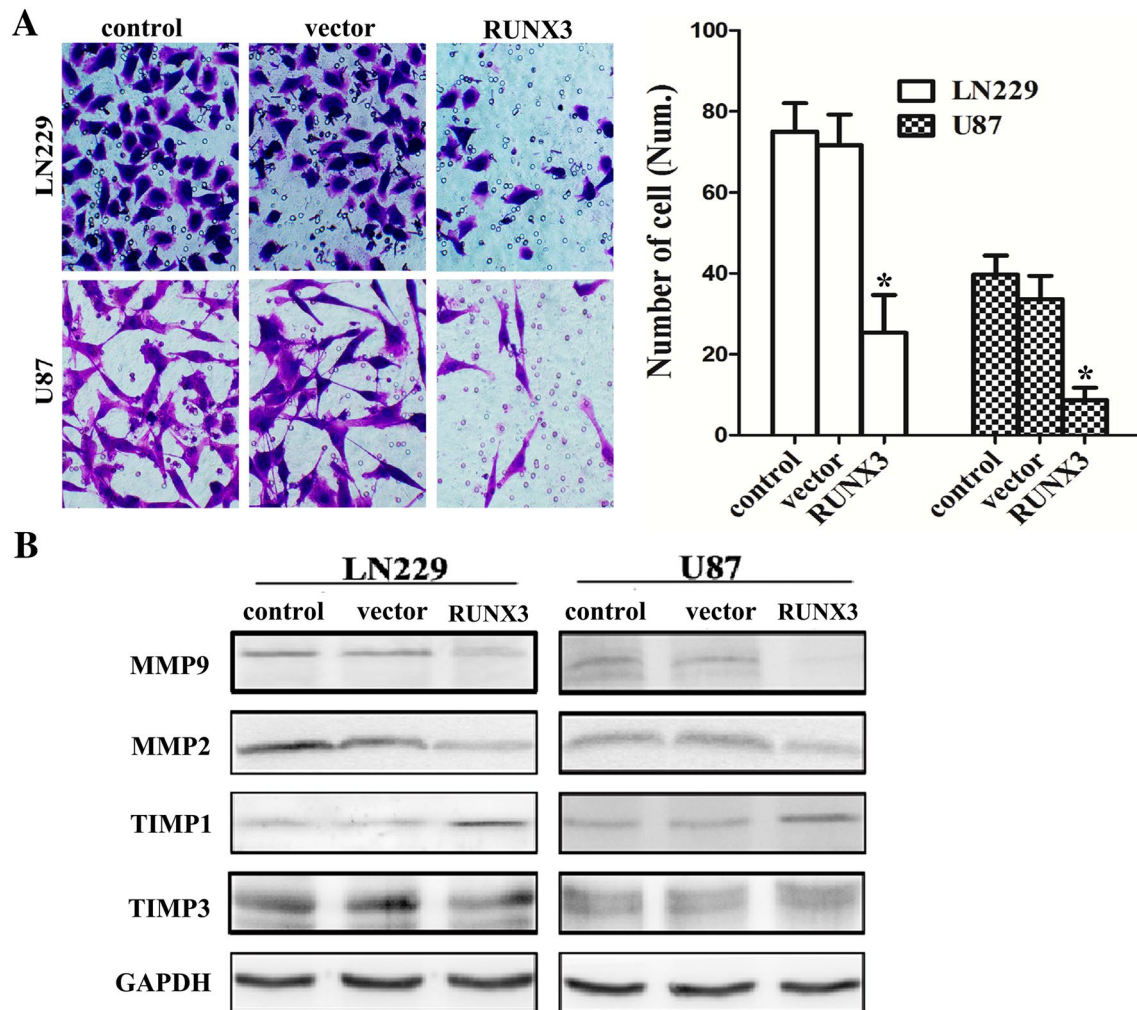 A
control vector RUNX3
LN229
U87
Number of cell (Num.)
100
80
60
40
20
0
LN229
U87
*
*
control vector RUNX3 control vector RUNX3
B
LN229 U87
control vector RUNX3 control vector RUNX3
MMP9
MMP2
TIMP1
TIMP3
GAPDH